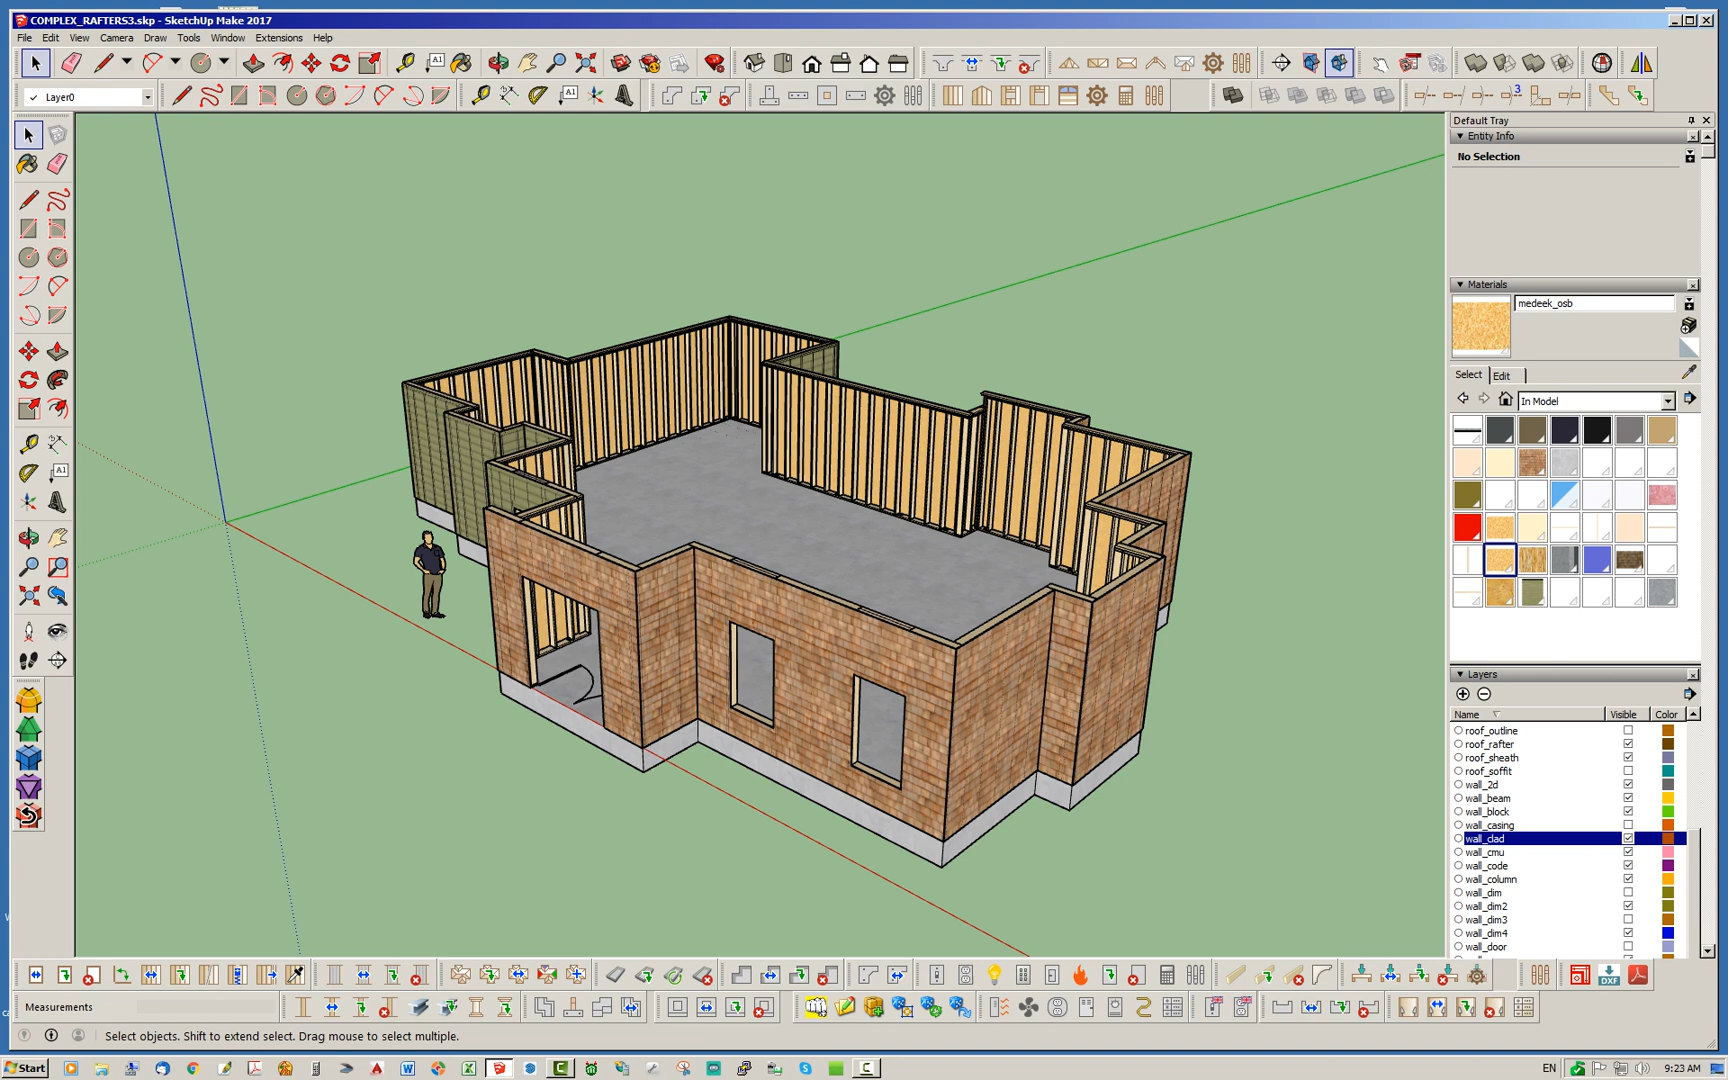 COMPLEX_RAFTERS3.skp - SketchUp Make 2017
File Edit View Camera Draw Tools Window Extensions Help
Layer0
Default Tray
Entity Info
No Selection
Materials
medeek_osb
Select Edit
In Model
Layers
Name Visible Color
roof_outline
roof_rafter
roof_sheath
roof_soffit
wall_2d
wall_beam
wall_block
wall_casing
wall_clad
wall_cmu
wall_code
wall_column
wall_dim
wall_dim2
wall_dim3
wall_dim4
wall_door
DXF
Measurements
Select objects. Shift to extend select. Drag mouse to select multiple.
Start
EN
9:23 AM